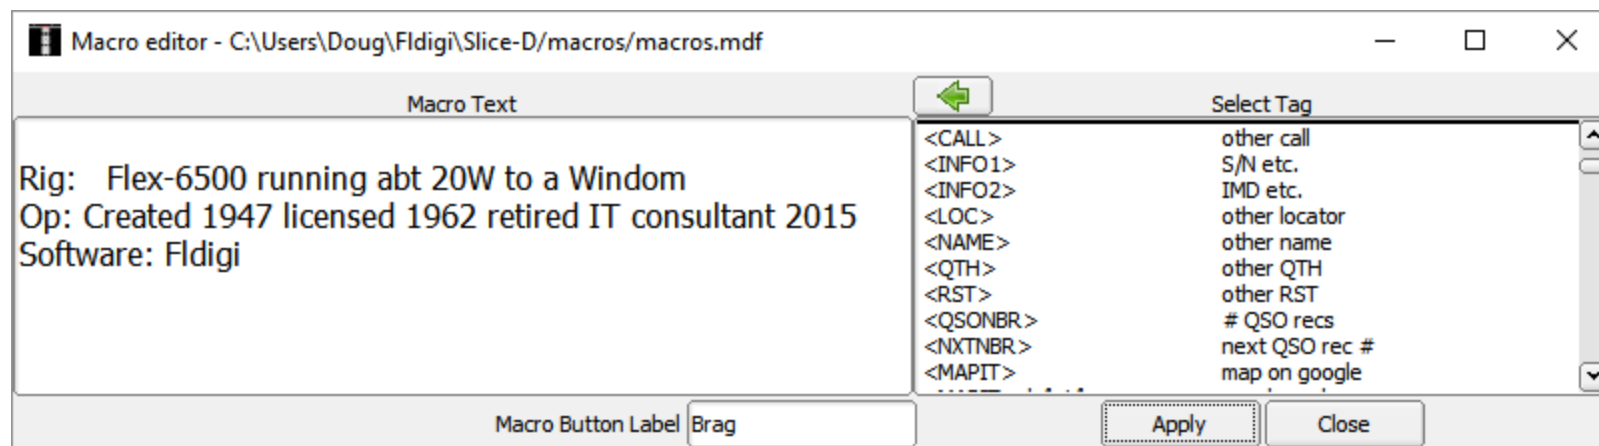 Macro editor - C:\Users\Doug\Fldigi\Slice-D/macros/macros.mdf
Macro Text
Select Tag
Rig:   Flex-6500 running abt 20W to a Windom
Op: Created 1947 licensed 1962 retired IT consultant 2015
Software: Fldigi
<CALL> other call
<INFO1> S/N etc.
<INFO2> IMD etc.
<LOC> other locator
<NAME> other name
<QTH> other QTH
<RST> other RST
<QSONBR> # QSO recs
<NXTNBR> next QSO rec #
<MAPIT> map on google
Macro Button Label Brag
Apply Close